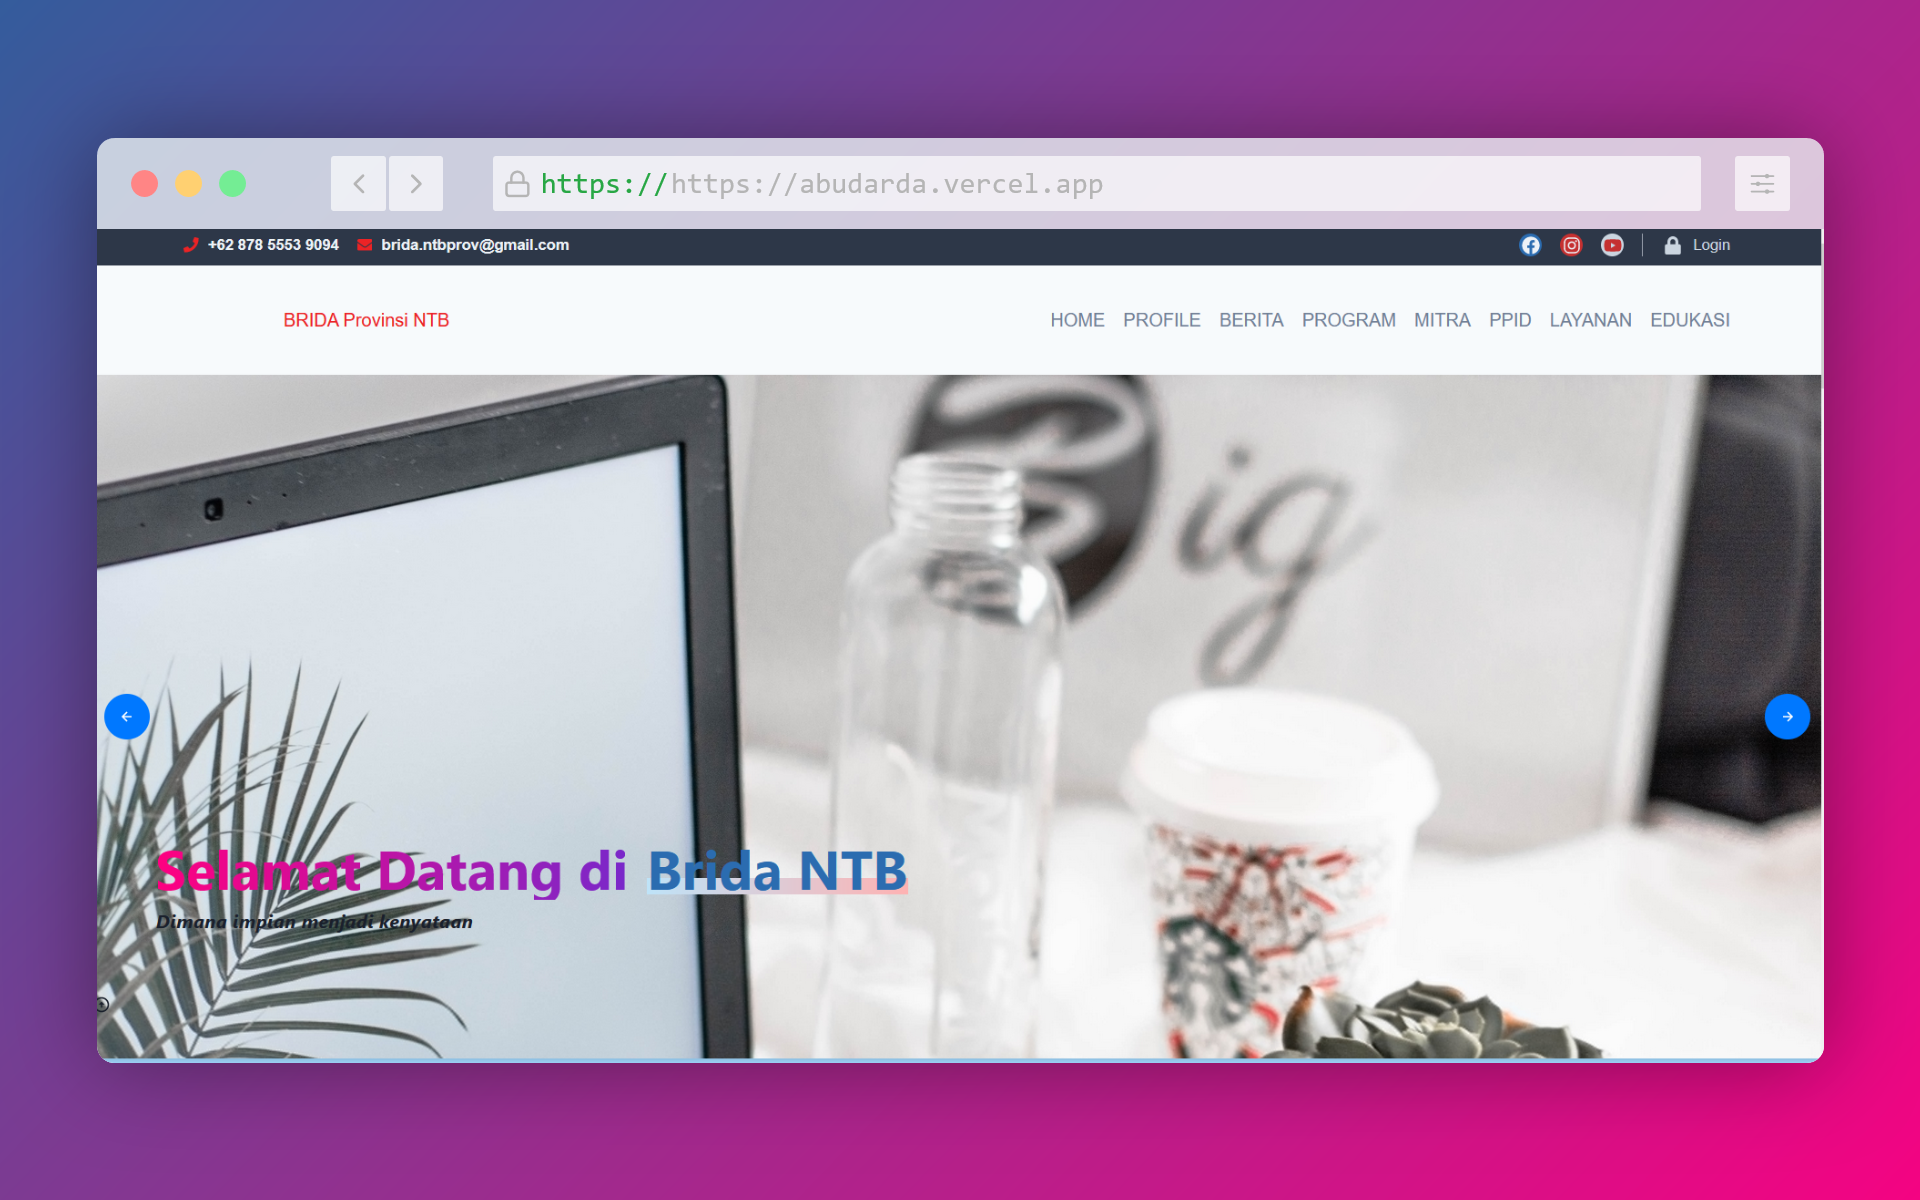 https://https://abudarda.vercel.app
+62 878 5553 9094 brida.ntbprov@gmail.com Login
BRIDA Provinsi NTB HOME PROFILE BERITA PROGRAM MITRA PPID LAYANAN EDUKASI
Big
Selamat Datang di Brida NTB
Dimana impian menjadi kenyataan